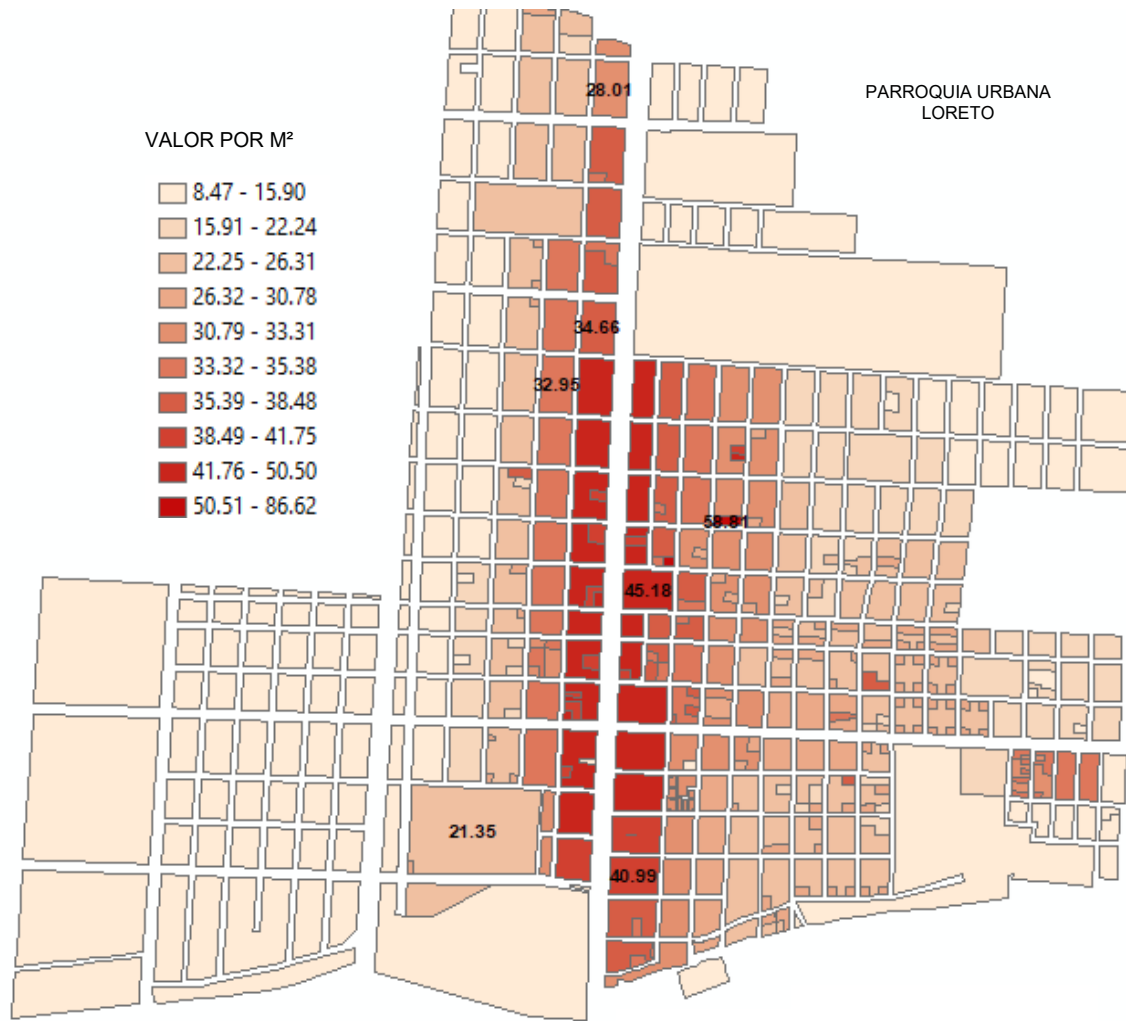 PARROQUIA URBANA
LORETO
VALOR POR M²
8.47 - 15.90
15.91 - 22.24
22.25 - 26.31
26.32 - 30.78
30.79 - 33.31
33.32 - 35.38
35.39 - 38.48
38.49 - 41.75
41.76 - 50.50
50.51 - 86.62
28.01
34.66
32.95
58.81
45.18
21.35
40.99